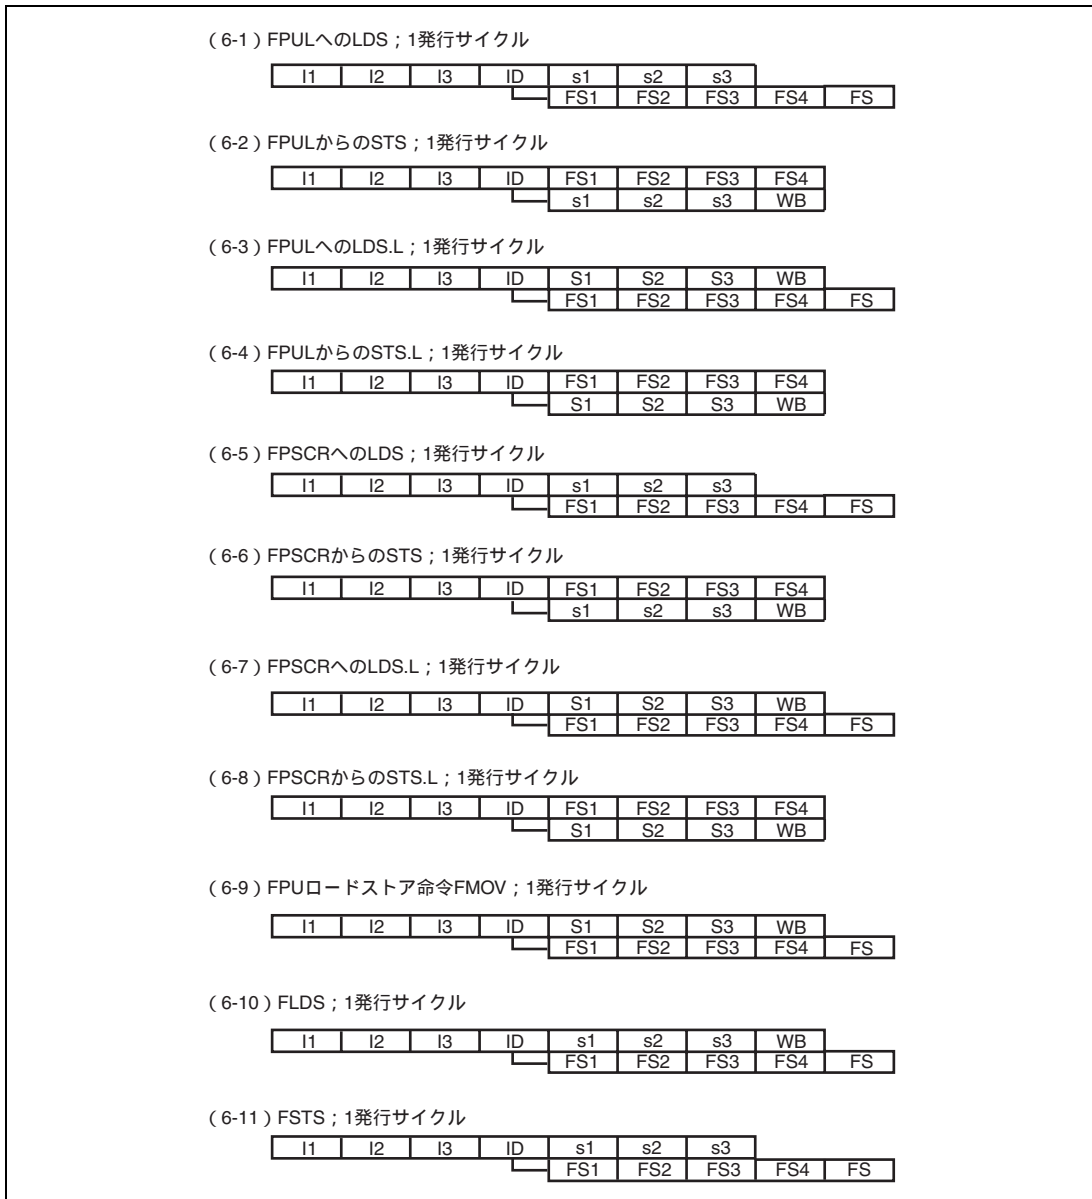 （6-1）FPULへのLDS；1発行サイクル
I1 I2 I3 ID s1 s2 s3
FS1 FS2 FS3 FS4 FS
（6-2）FPULからのSTS；1発行サイクル
I1 I2 I3 ID FS1 FS2 FS3 FS4
s1 s2 s3 WB
（6-3）FPULへのLDS.L；1発行サイクル
I1 I2 I3 ID S1 S2 S3 WB
FS1 FS2 FS3 FS4 FS
（6-4）FPULからのSTS.L；1発行サイクル
I1 I2 I3 ID FS1 FS2 FS3 FS4
S1 S2 S3 WB
（6-5）FPSCRへのLDS；1発行サイクル
I1 I2 I3 ID s1 s2 s3
FS1 FS2 FS3 FS4 FS
（6-6）FPSCRからのSTS；1発行サイクル
I1 I2 I3 ID FS1 FS2 FS3 FS4
s1 s2 s3 WB
（6-7）FPSCRへのLDS.L；1発行サイクル
I1 I2 I3 ID S1 S2 S3 WB
FS1 FS2 FS3 FS4 FS
（6-8）FPSCRからのSTS.L；1発行サイクル
I1 I2 I3 ID FS1 FS2 FS3 FS4
S1 S2 S3 WB
（6-9）FPUロードストア命令FMOV；1発行サイクル
I1 I2 I3 ID S1 S2 S3 WB
FS1 FS2 FS3 FS4 FS
（6-10）FLDS；1発行サイクル
I1 I2 I3 ID s1 s2 s3 WB
FS1 FS2 FS3 FS4 FS
（6-11）FSTS；1発行サイクル
I1 I2 I3 ID s1 s2 s3
FS1 FS2 FS3 FS4 FS